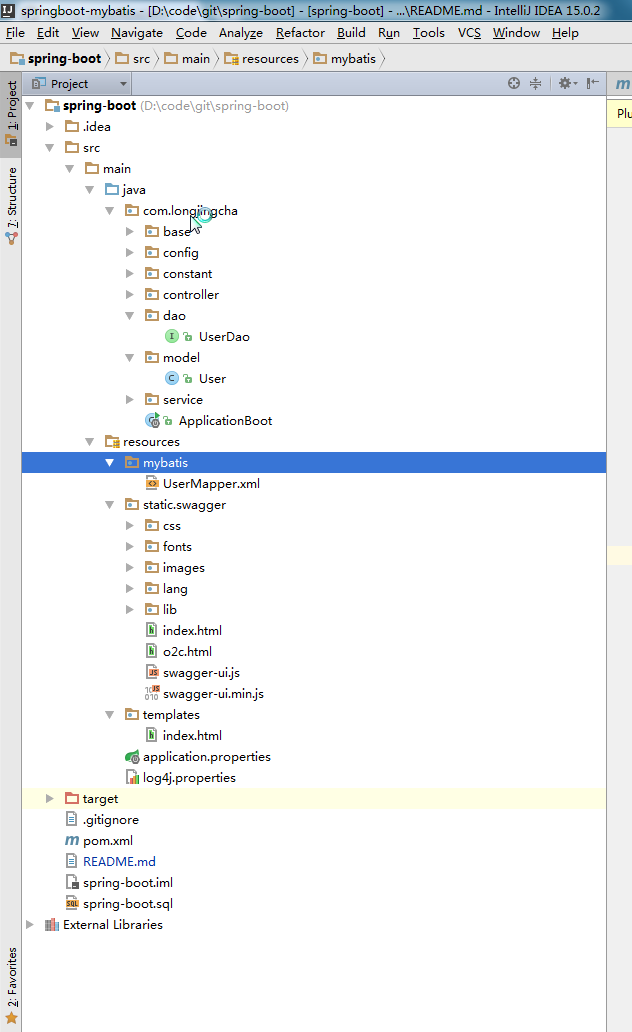 springboot-mybatis - [D:\code\git\spring-boot] - [spring-boot] - ...\README.md - IntelliJ IDEA 15.0.2
File Edit View Navigate Code Analyze Refactor Build Run Tools VCS Window Help
spring-boot src main resources mybatis
1: Project
7: Structure
2: Favorites
Project
Plu
spring-boot (D:\code\git\spring-boot)
.idea
src
main
java
com.longjingcha
base
config
constant
controller
dao
UserDao
model
User
service
ApplicationBoot
resources
mybatis
UserMapper.xml
static.swagger
css
fonts
images
lang
lib
index.html
o2c.html
swagger-ui.js
swagger-ui.min.js
templates
index.html
application.properties
log4j.properties
target
.gitignore
pom.xml
README.md
spring-boot.iml
spring-boot.sql
External Libraries